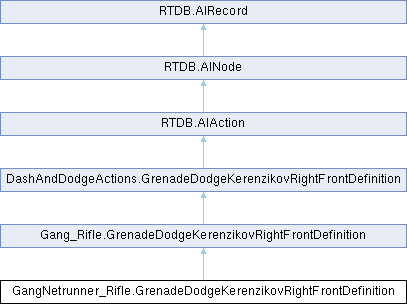 RTDB.AIRecord
RTDB.AINode
RTDB.AIAction
DashAndDodgeActions.GrenadeDodgeKerenzikovRightFrontDefinition
Gang_Rifle.GrenadeDodgeKerenzikovRightFrontDefinition
GangNetrunner_Rifle.GrenadeDodgeKerenzikovRightFrontDefinition